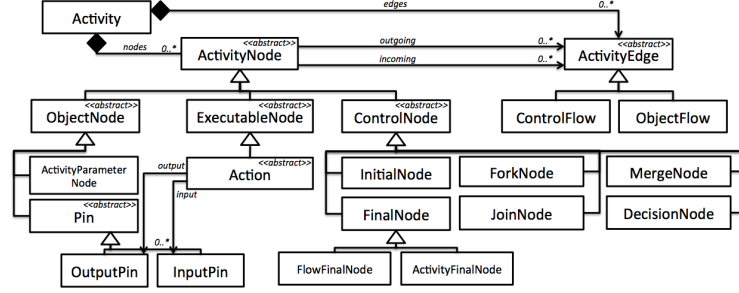 Activity
edges
0..*
nodes
0..*
<<abstract>>
ActivityNode
outgoing
0..*
incoming
0..*
<<abstract>>
ActivityEdge
<<abstract>>
ObjectNode
<<abstract>>
ExecutableNode
<<abstract>>
ControlNode
ControlFlow
ObjectFlow
ActivityParameter
Node
output
<<abstract>>
Action
input
InitialNode
ForkNode
MergeNode
<<abstract>>
Pin
FinalNode
JoinNode
DecisionNode
0..*
OutputPin
InputPin
FlowFinalNode
ActivityFinalNode